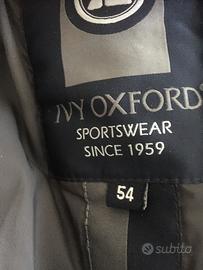 IVY OXFORD
SPORTSWEAR
SINCE 1959
54
subito